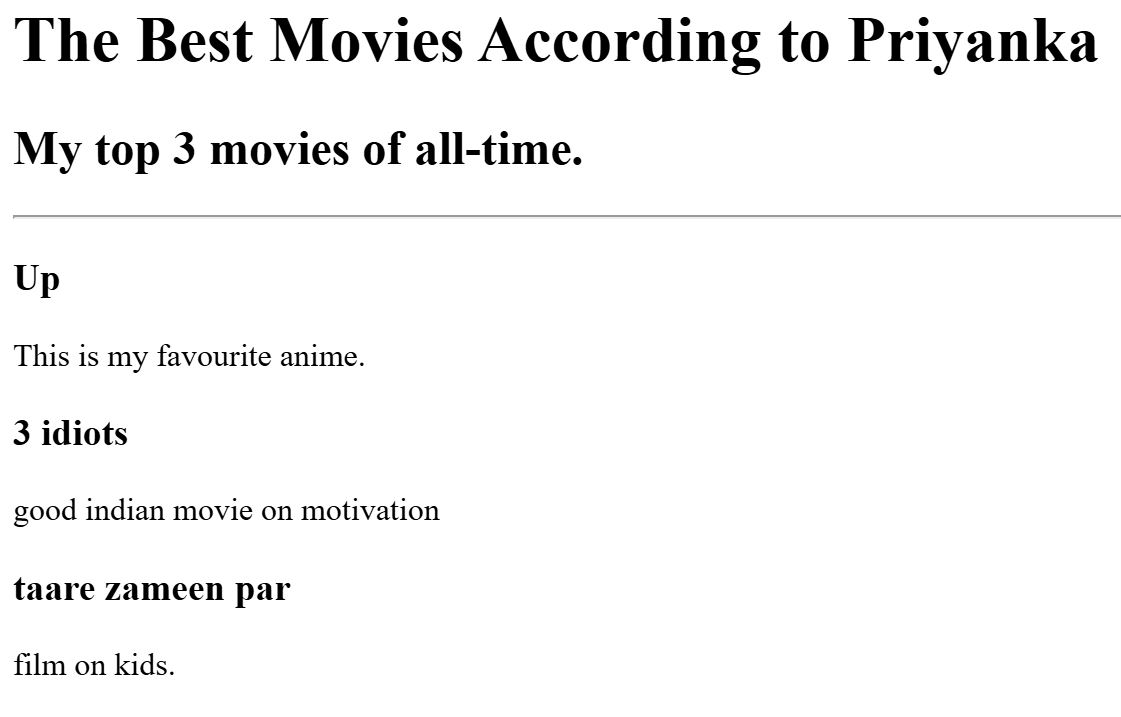 The Best Movies According to Priyanka
My top 3 movies of all-time.
Up
This is my favourite anime.
3 idiots
good indian movie on motivation
taare zameen par
film on kids.